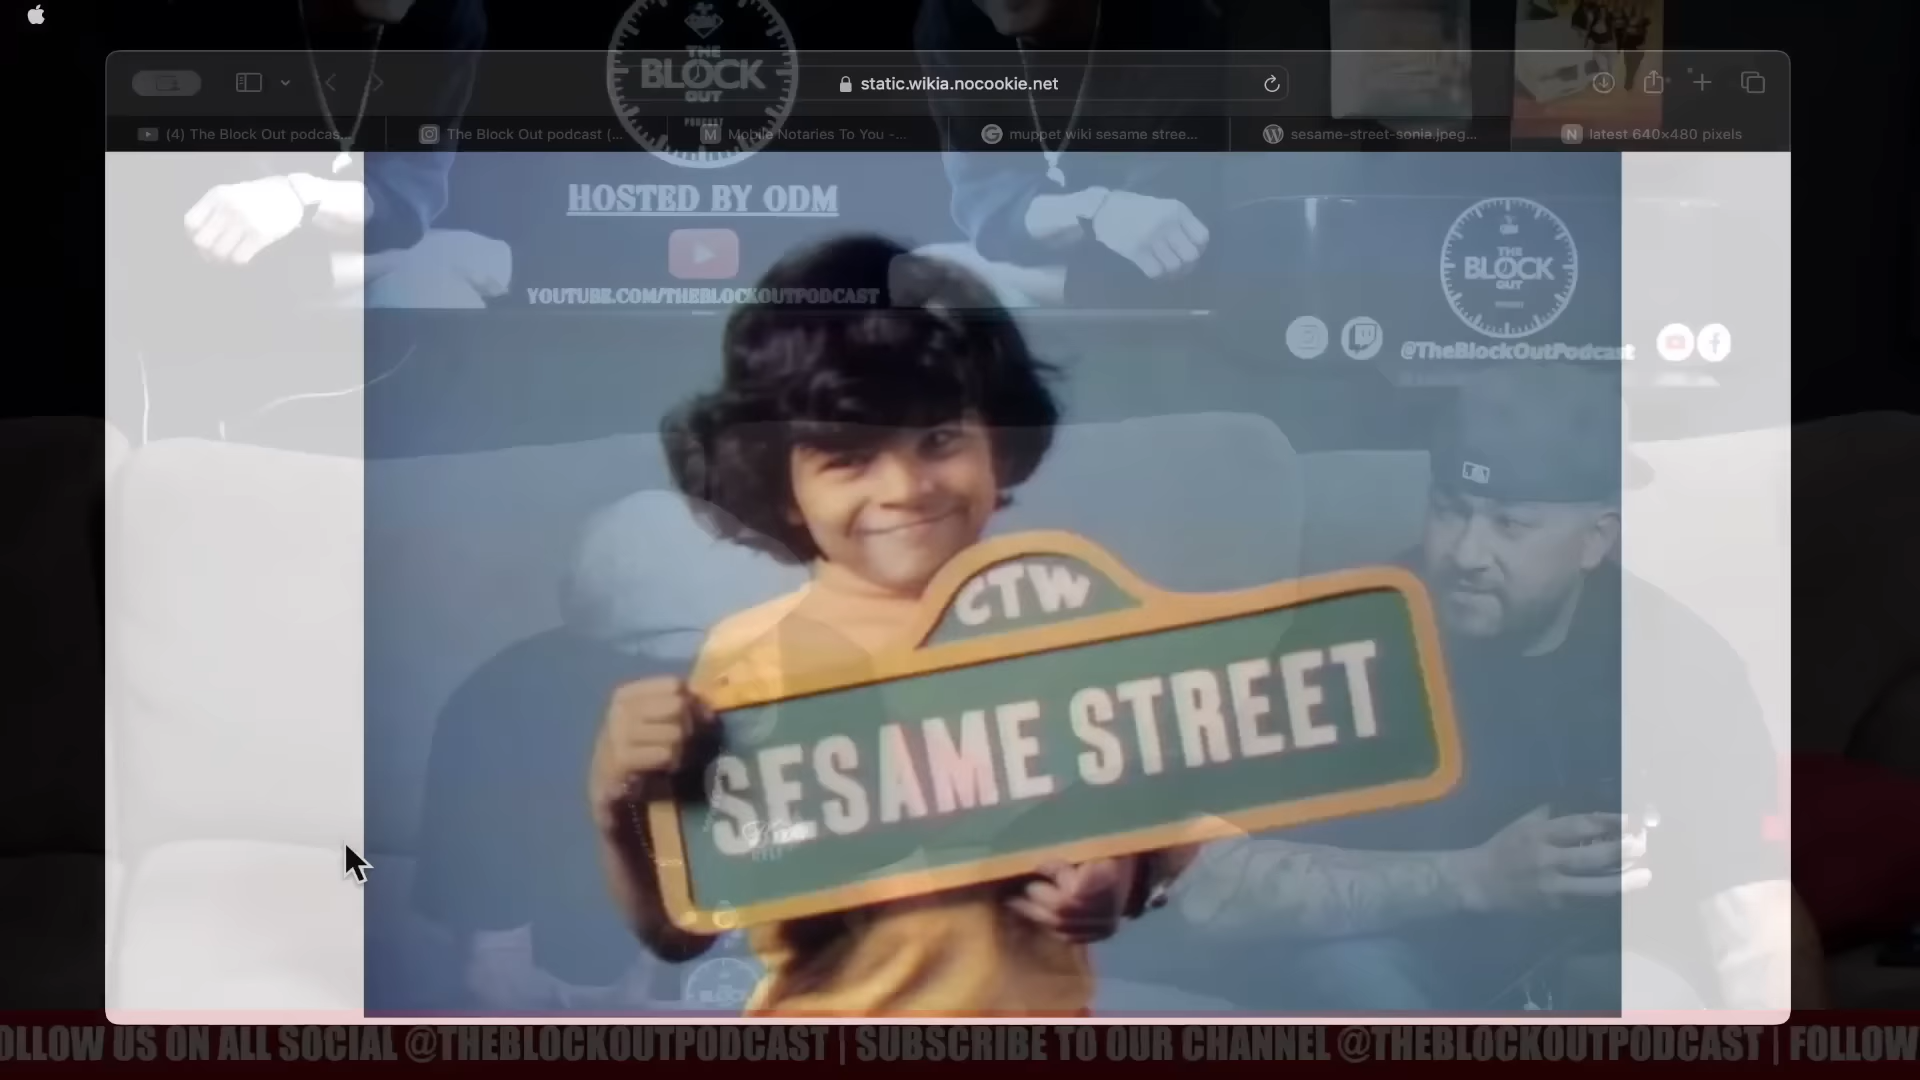 THE
BLOCK
OUT
PODCAST
static.wikia.nocookie.net
(4) The Block Out podcas...
The Block Out podcast (...
M
Mobile Notaries To You -...
G
muppet wiki sesame stree...
sesame-street-sonia.jpeg...
N
latest 640×480 pixels
HOSTED BY ODM
YOUTUBE.COM/THEBLOCKOUTPODCAST
THE
BLOCK
OUT
@TheBlockOutPodcast
CTW
SESAME STREET
BLOCK
OLLOW US ON ALL SOCIAL @THEBLOCKOUTPODCAST | SUBSCRIBE TO OUR CHANNEL @THEBLOCKOUTPODCAST | FOLLOW